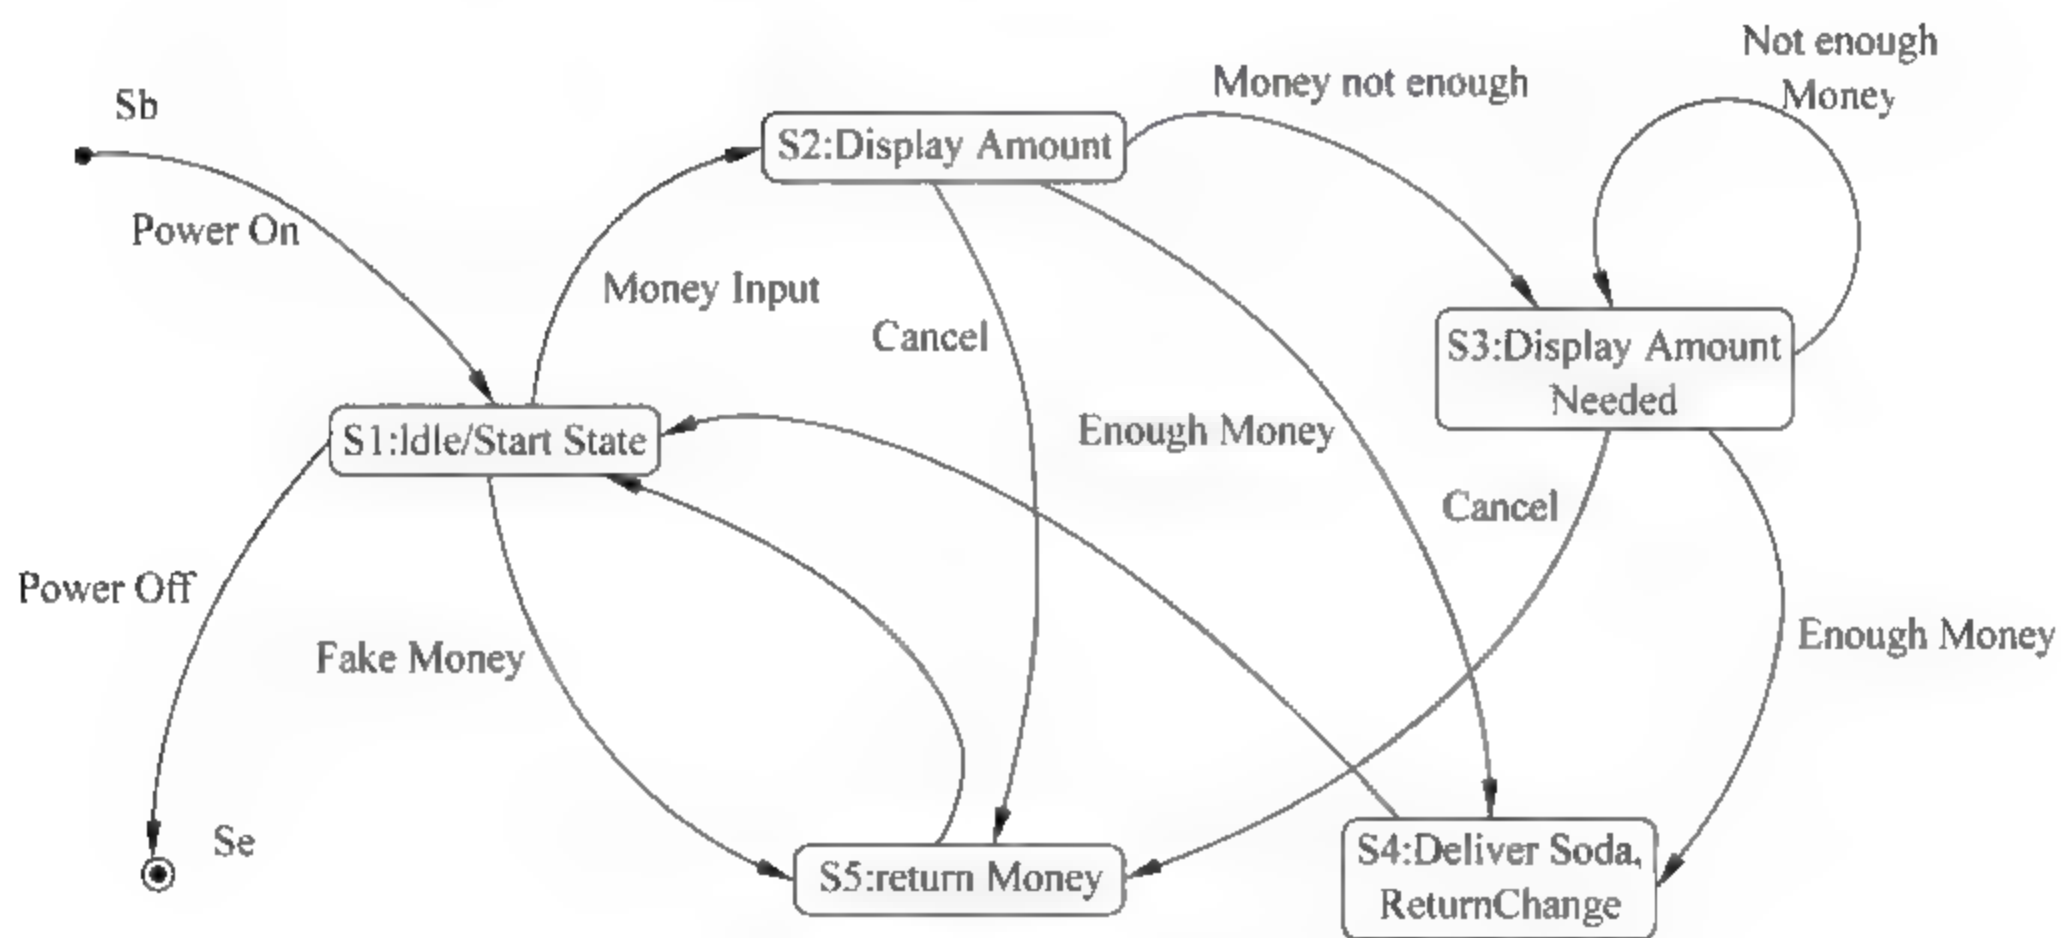 Not enough
Money
Money not enough
Sb
S2:Display Amount
Power On
Money Input
Cancel
S3:Display Amount
Needed
Enough Money
S1:Idle/Start State
Cancel
Power Off
Fake Money
Enough Money
Se
S5:return Money
S4:Deliver Soda,
ReturnChange